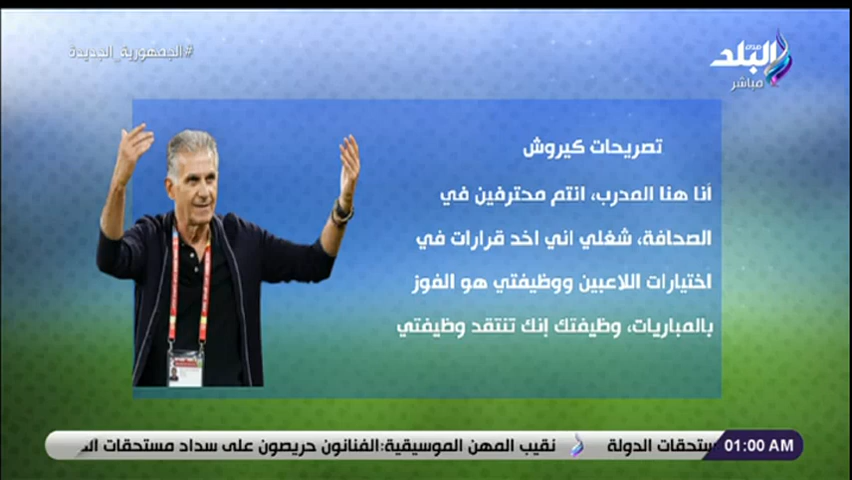 #الجمهورية_الجديدة
صدى البلد
مباشر
تصريحات كيروش
أنا هنا المدرب، انتم محترفين في
الصحافة، شغلي اني اخد قرارات في
اختيارات اللاعبين ووظيفتي هو الفوز
بالمباريات، وظيفتك إنك تنتقد وظيفتي
01:00 AM
ستحقات الدولة نقيب المهن الموسيقية:الفنانون حريصون على سداد مستحقات